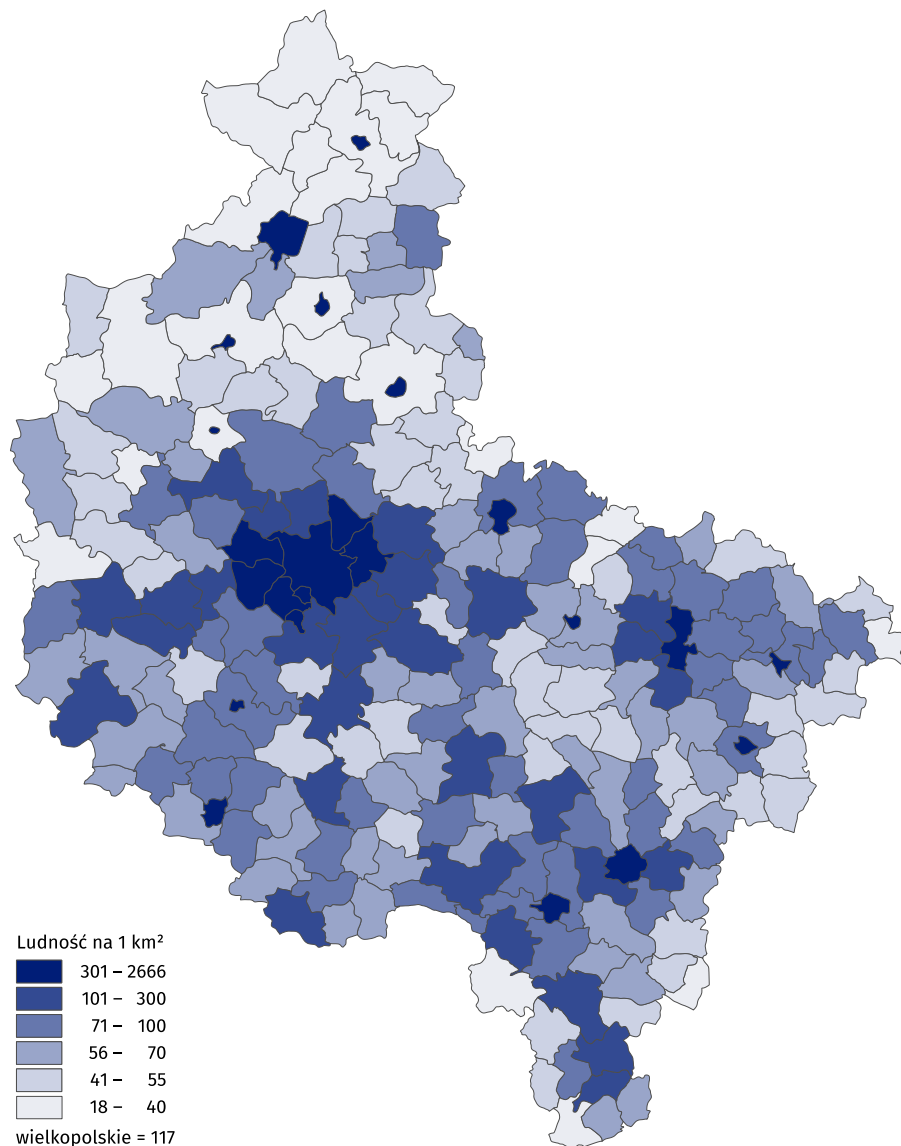 Ludność na 1 km²
301 – 2666
101 – 300
71 – 100
56 – 70
41 – 55
18 – 40
wielkopolskie = 117